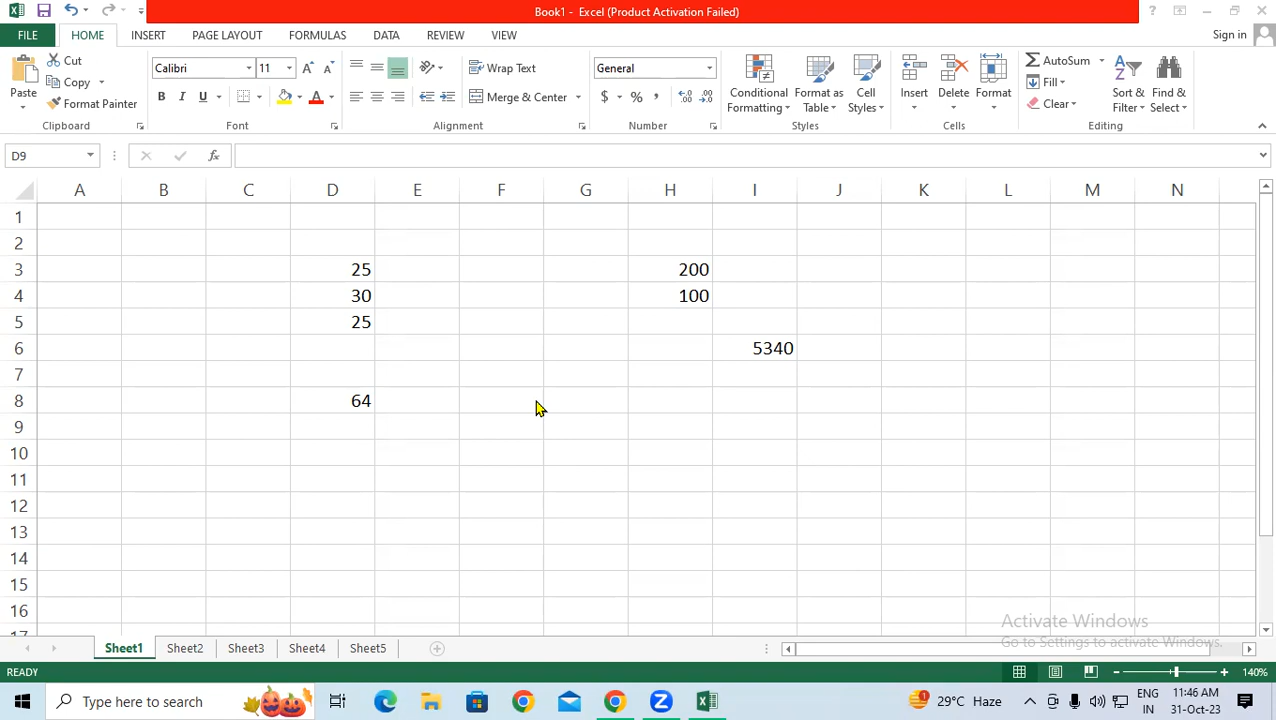 Book1 - Excel (Product Activation Failed)
?
FILE HOME INSERT PAGE LAYOUT FORMULAS DATA REVIEW VIEW Sign in
Paste
Cut
Copy
Format Painter
Clipboard
Calibri 11
B I U A
Font
Wrap Text
Merge & Center
Alignment
General
$ % ,
Number
Conditional Formatting
Format as Table
Cell Styles
Styles
Insert
Delete
Format
Cells
AutoSum
Fill
Clear
Sort & Filter
Find & Select
Editing
D9 fx
A B C D E F G H I J K L M N
1
2
3 25 200
4 30 100
5 25
6 5340
7
8 64
9
10
11
12
13
14
15
16
17
Activate Windows
Go to Settings to activate Windows.
Sheet1 Sheet2 Sheet3 Sheet4 Sheet5
READY 140%
Type here to search
29°C Haze
ENG
IN
11:46 AM
31-Oct-23